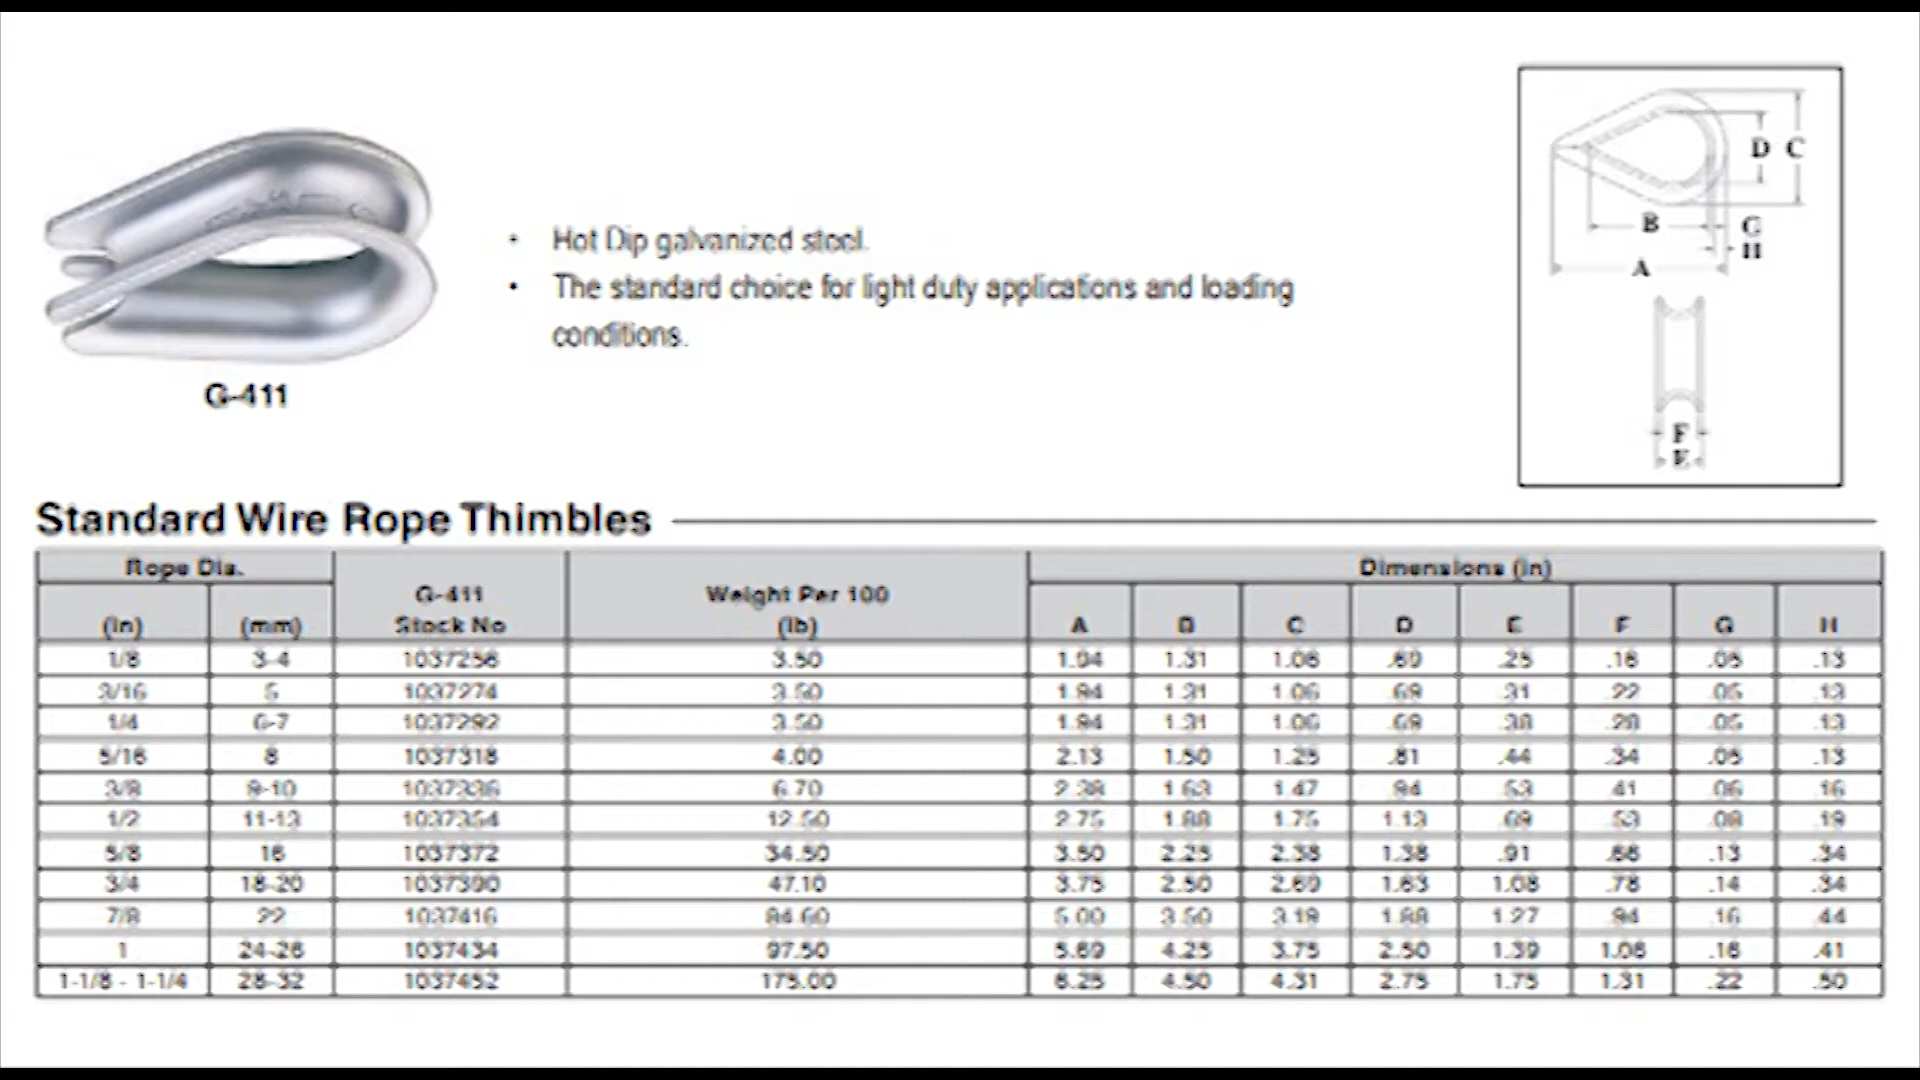 D C
B G
H
A
Hot Dip galvanized steel.
The standard choice for light duty applications and loading
conditions.
G-411
F
E
Standard Wire Rope Thimbles
Rope Dia. Dimensions (in)
G-411 Weight Per 100
(in) (mm) Stock No (lb) A B C D E F G H
1/8 3-4 1037256 3.50 1.94 1.31 1.06 .69 .25 .16 .05 .13
3/16 5 1037274 3.50 1.94 1.31 1.06 .69 .31 .22 .05 .13
1/4 6-7 1037292 3.50 1.94 1.31 1.06 .69 .38 .28 .05 .13
5/16 8 1037318 4.00 2.13 1.50 1.25 .81 .44 .34 .05 .13
3/8 9-10 1037336 6.70 2.38 1.63 1.47 .94 .53 .41 .06 .16
1/2 11-13 1037354 12.50 2.75 1.88 1.75 1.13 .69 .53 .08 .19
5/8 16 1037372 34.50 3.50 2.25 2.38 1.38 .91 .66 .13 .34
3/4 18-20 1037390 47.10 3.75 2.50 2.69 1.63 1.08 .78 .14 .34
7/8 22 1037416 84.60 5.00 3.50 3.19 1.88 1.27 .94 .16 .44
1 24-26 1037434 97.50 5.69 4.25 3.75 2.50 1.39 1.06 .16 .41
1-1/8 - 1-1/4 28-32 1037452 175.00 6.25 4.50 4.31 2.75 1.75 1.31 .22 .50